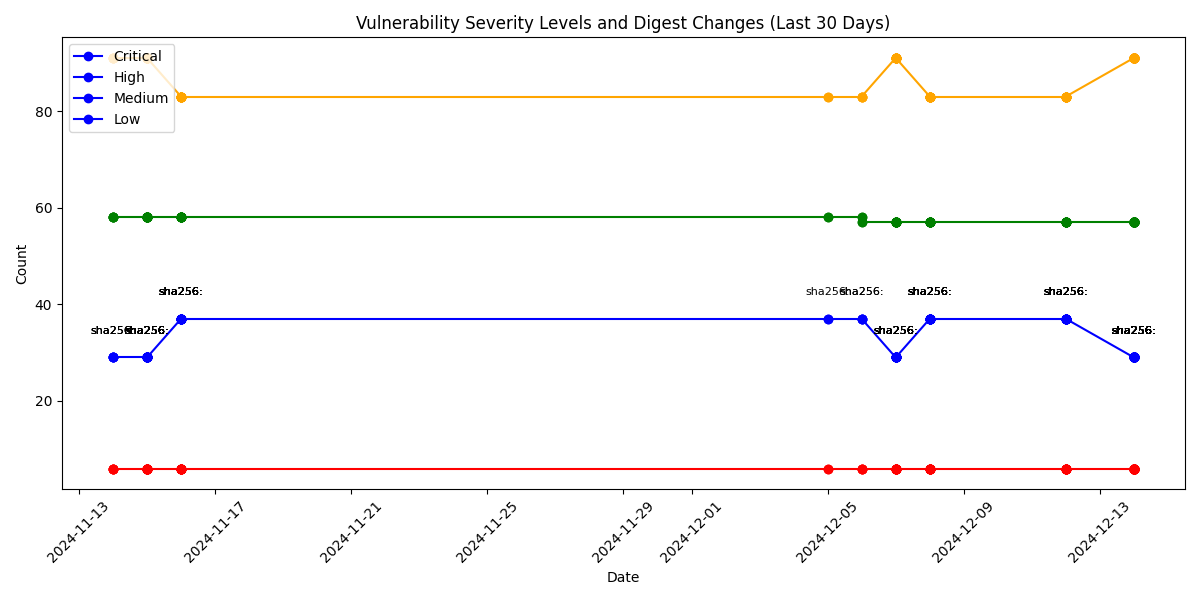 Vulnerability Severity Levels and Digest Changes (Last 30 Days)
Critical
High
Medium
Low
Count
80
60
40
20
sha256:
sha256:
sha256:
sha256:
sha256:
sha256:
sha256:
sha256:
sha256:
2024-11-13
2024-11-17
2024-11-21
2024-11-25
2024-11-29
2024-12-01
2024-12-05
2024-12-09
2024-12-13
Date